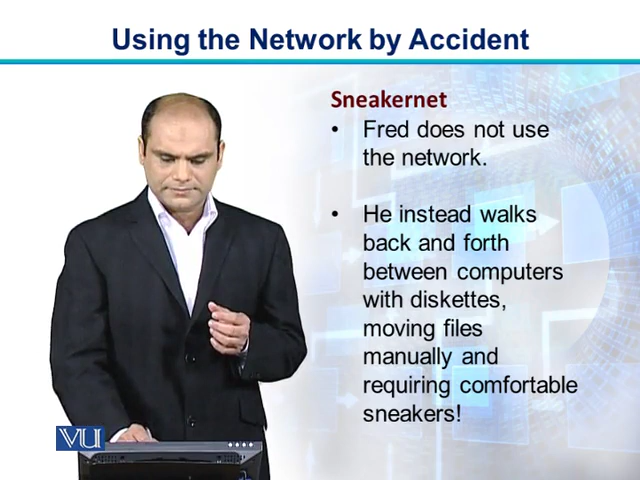 Using the Network by Accident
Sneakernet
• Fred does not use
the network.
• He instead walks
back and forth
between computers
with diskettes,
moving files
manually and
requiring comfortable
sneakers!
VU